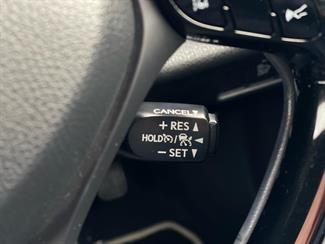 CANCEL
+ RES
HOLD /
− SET